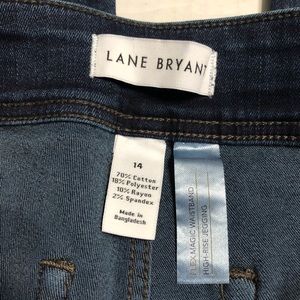 LANE BRYANT
14
70% Cotton
18% Polyester
10% Rayon
2% Spandex
Made in
Bangladesh
FLEX MAGIC WAISTBAND
HIGH-RISE JEGGING